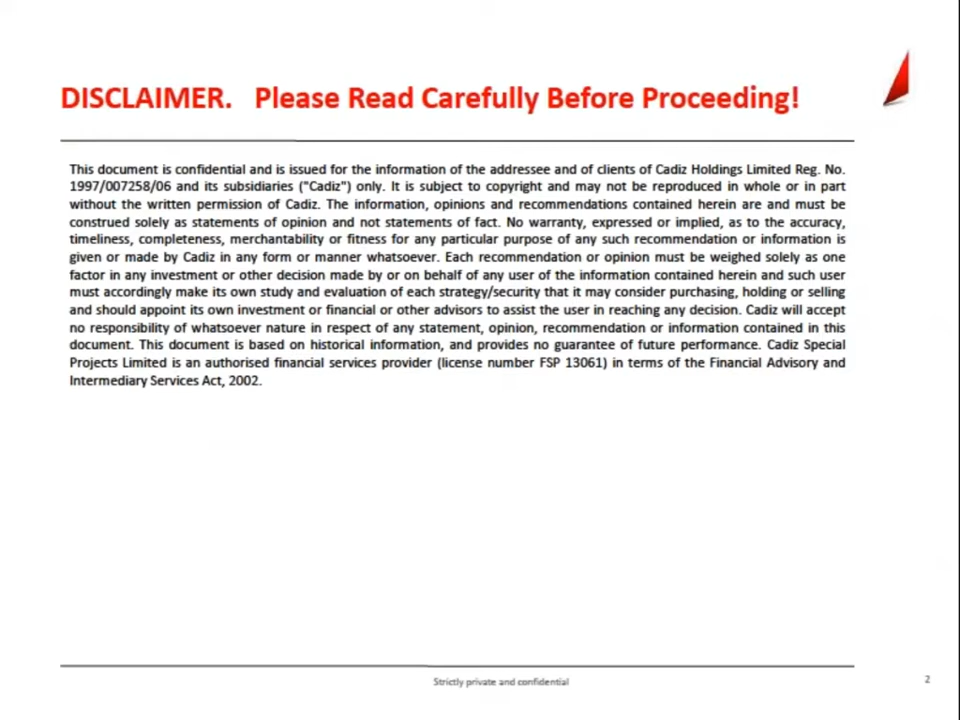 DISCLAIMER. Please Read Carefully Before Proceeding!
This document is confidential and is issued for the information of the addressee and of clients of Cadiz Holdings Limited Reg. No.
1997/007258/06 and its subsidiaries ("Cadiz") only. It is subject to copyright and may not be reproduced in whole or in part
without the written permission of Cadiz. The information, opinions and recommendations contained herein are and must be
construed solely as statements of opinion and not statements of fact. No warranty, expressed or implied, as to the accuracy,
timeliness, completeness, merchantability or fitness for any particular purpose of any such recommendation or information is
given or made by Cadiz in any form or manner whatsoever. Each recommendation or opinion must be weighed solely as one
factor in any investment or other decision made by or on behalf of any user of the information contained herein and such user
must accordingly make its own study and evaluation of each strategy/security that it may consider purchasing, holding or selling
and should appoint its own investment or financial or other advisors to assist the user in reaching any decision. Cadiz will accept
no responsibility of whatsoever nature in respect of any statement, opinion, recommendation or information contained in this
document. This document is based on historical information, and provides no guarantee of future performance. Cadiz Special
Projects Limited is an authorised financial services provider (license number FSP 13061) in terms of the Financial Advisory and
Intermediary Services Act, 2002.
Strictly private and confidential
2